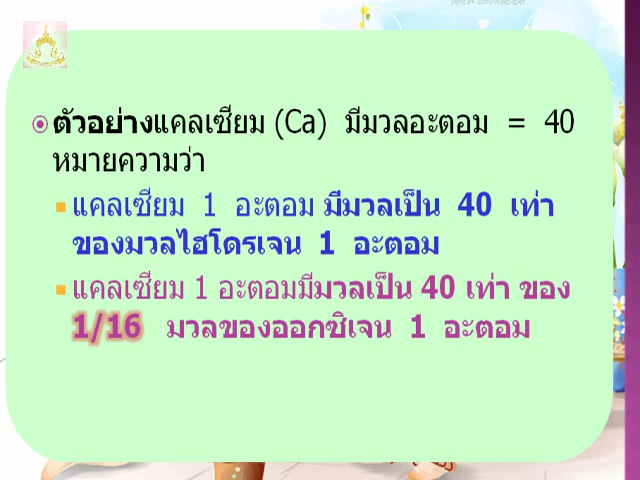 yenta4.com/wallpaper
ตัวอย่างแคลเซียม (Ca) มีมวลอะตอม = 40
หมายความว่า
แคลเซียม 1 อะตอม มีมวลเป็น 40 เท่า
ของมวลไฮโดรเจน 1 อะตอม
แคลเซียม 1 อะตอมมีมวลเป็น 40 เท่า ของ
1/16 มวลของออกซิเจน 1 อะตอม